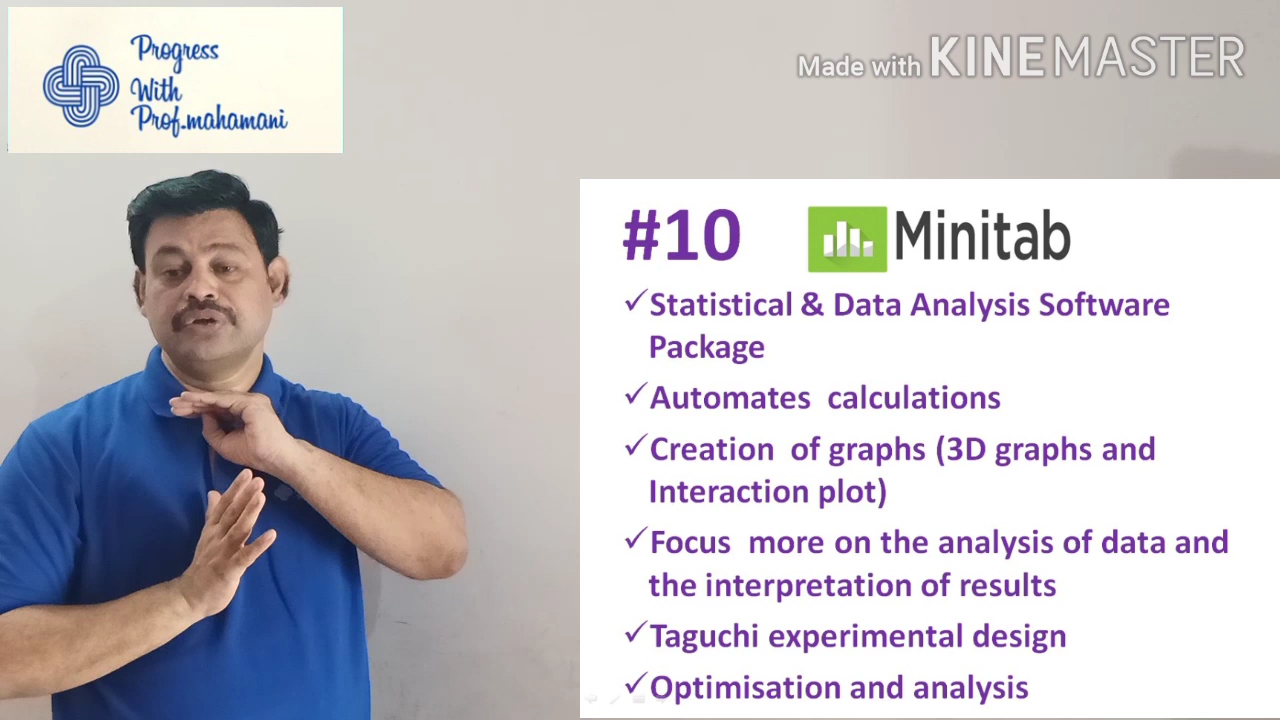 Progress
With
Prof.mahamani
Made with KINEMASTER
#10 Minitab
✓Statistical & Data Analysis Software
Package
✓Automates calculations
✓Creation of graphs (3D graphs and
Interaction plot)
✓Focus more on the analysis of data and
the interpretation of results
✓Taguchi experimental design
✓Optimisation and analysis